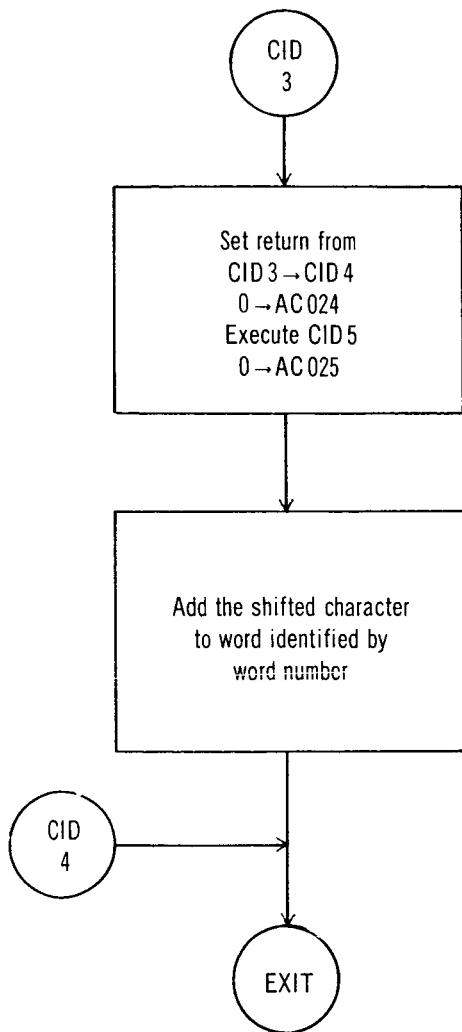 CID
3
Set return from
CID 3 → CID 4
0 → AC 024
Execute CID 5
0 → AC 025
Add the shifted character
to word identified by
word number
CID
4
EXIT